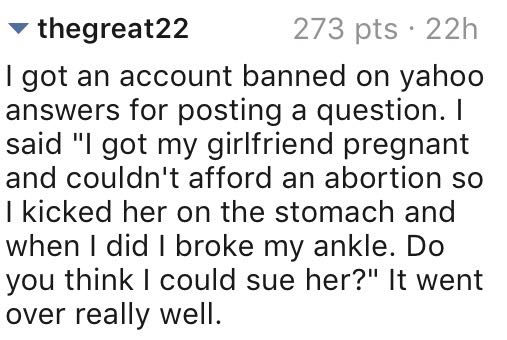 thegreat22 273 pts · 22h
I got an account banned on yahoo
answers for posting a question. I
said "I got my girlfriend pregnant
and couldn't afford an abortion so
I kicked her on the stomach and
when I did I broke my ankle. Do
you think I could sue her?" It went
over really well.